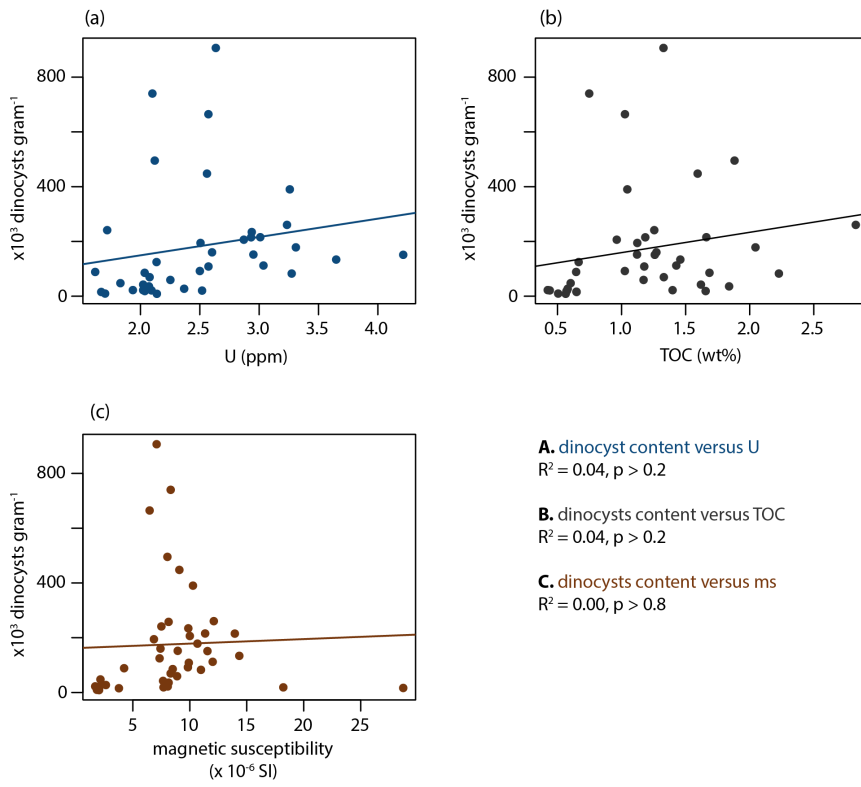 (a)
800
400
0
x10³ dinocysts gram⁻¹
2.0 2.5 3.0 3.5 4.0
U (ppm)
(b)
800
400
0
x10³ dinocysts gram⁻¹
0.5 1.0 1.5 2.0 2.5
TOC (wt%)
(c)
800
400
0
x10³ dinocysts gram⁻¹
5 10 15 20 25
magnetic susceptibility
(x 10⁻⁶ SI)
A. dinocyst content versus U
R² = 0.04, p > 0.2
B. dinocysts content versus TOC
R² = 0.04, p > 0.2
C. dinocysts content versus ms
R² = 0.00, p > 0.8